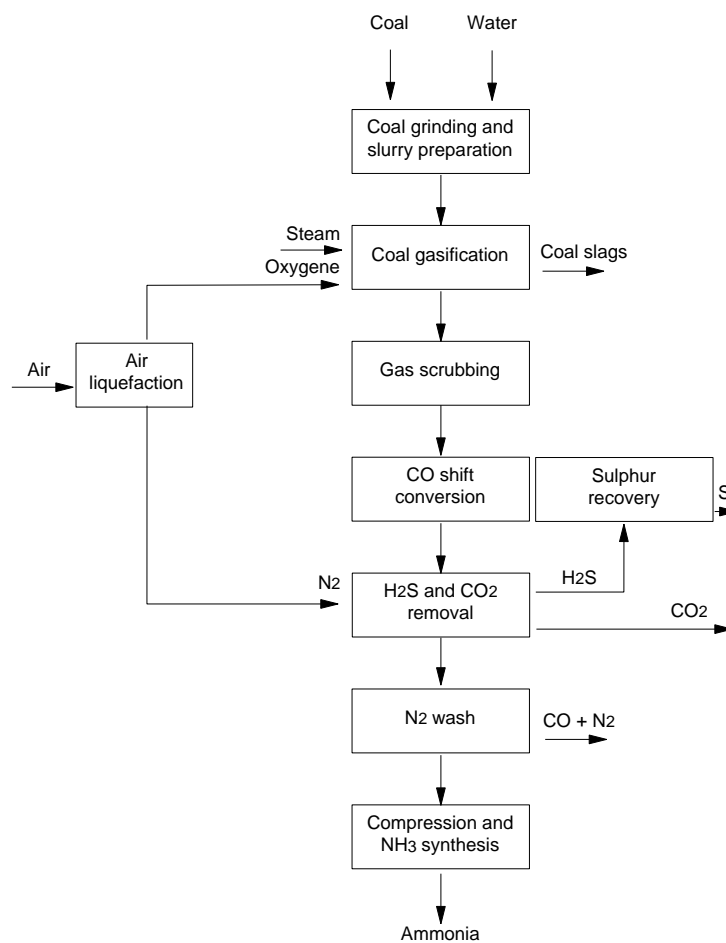 Coal Water
Coal grinding and
slurry preparation
Steam
Oxygene
Coal gasification
Coal slags
Air
Air
liquefaction
Gas scrubbing
CO shift
conversion
Sulphur
recovery
S
N2
H2S and CO2
removal
H2S
CO2
N2 wash
CO + N2
Compression and
NH3 synthesis
Ammonia